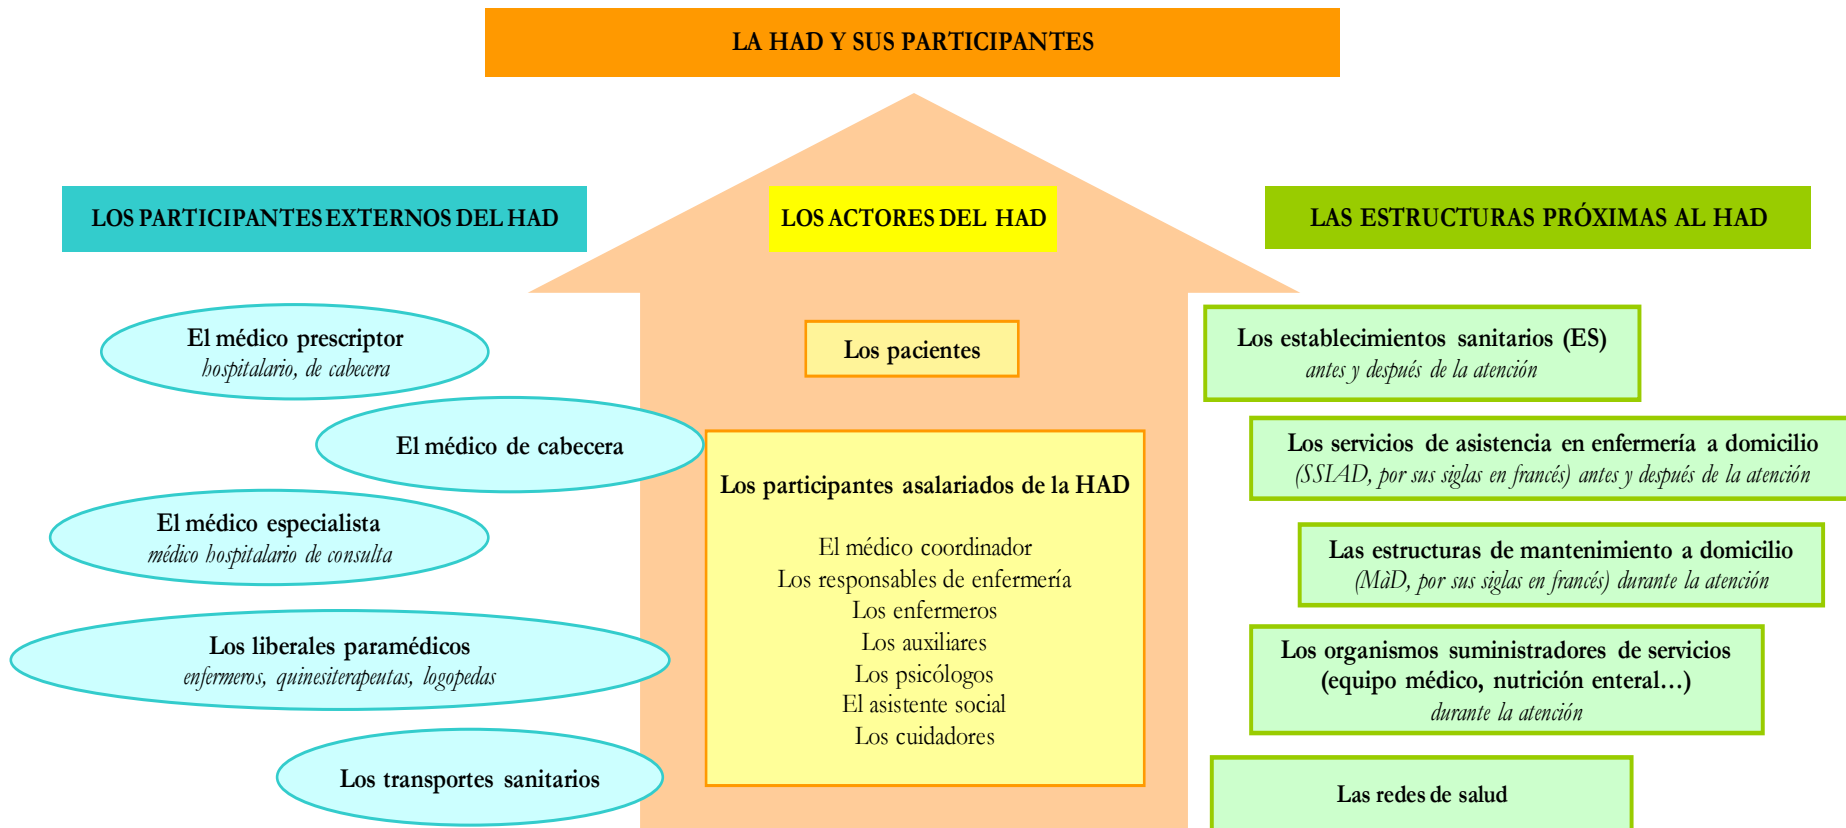 LA HAD Y SUS PARTICIPANTES
LOS PARTICIPANTES EXTERNOS DEL HAD
El médico prescriptor
hospitalario, de cabecera
El médico de cabecera
El médico especialista
médico hospitalario de consulta
Los liberales paramédicos
enfermeros, quinesiterapeutas, logopedas
Los transportes sanitarios
LOS ACTORES DEL HAD
Los pacientes
Los participantes asalariados de la HAD
El médico coordinador
Los responsables de enfermería
Los enfermeros
Los auxiliares
Los psicólogos
El asistente social
Los cuidadores
LAS ESTRUCTURAS PRÓXIMAS AL HAD
Los establecimientos sanitarios (ES)
antes y después de la atención
Los servicios de asistencia en enfermería a domicilio
(SSIAD, por sus siglas en francés) antes y después de la atención
Las estructuras de mantenimiento a domicilio
(MàD, por sus siglas en francés) durante la atención
Los organismos suministradores de servicios
(equipo médico, nutrición enteral…)
durante la atención
Las redes de salud